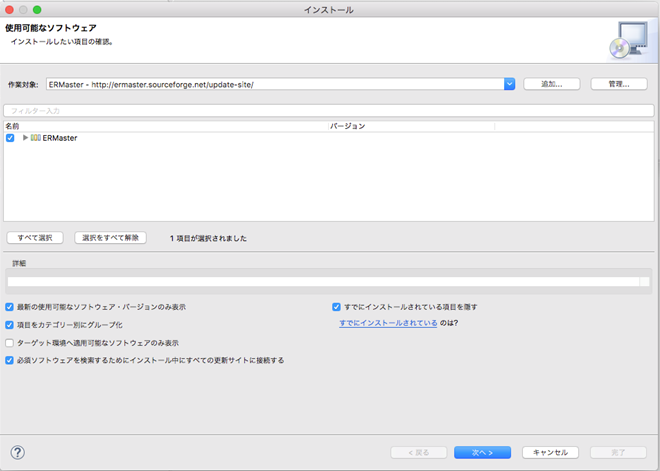 インストール
使用可能なソフトウェア
インストールしたい項目の確認。
作業対象: ERMaster - http://ermaster.sourceforge.net/update-site/ 追加... 管理...
フィルター入力
名前 バージョン
ERMaster
すべて選択 選択をすべて解除 1 項目が選択されました
詳細
最新の使用可能なソフトウェア・バージョンのみ表示 すでにインストールされている項目を隠す
項目をカテゴリー別にグループ化 すでにインストールされている のは?
ターゲット環境へ適用可能なソフトウェアのみ表示
必須ソフトウェアを検索するためにインストール中にすべての更新サイトに接続する
? < 戻る 次へ > キャンセル 完了